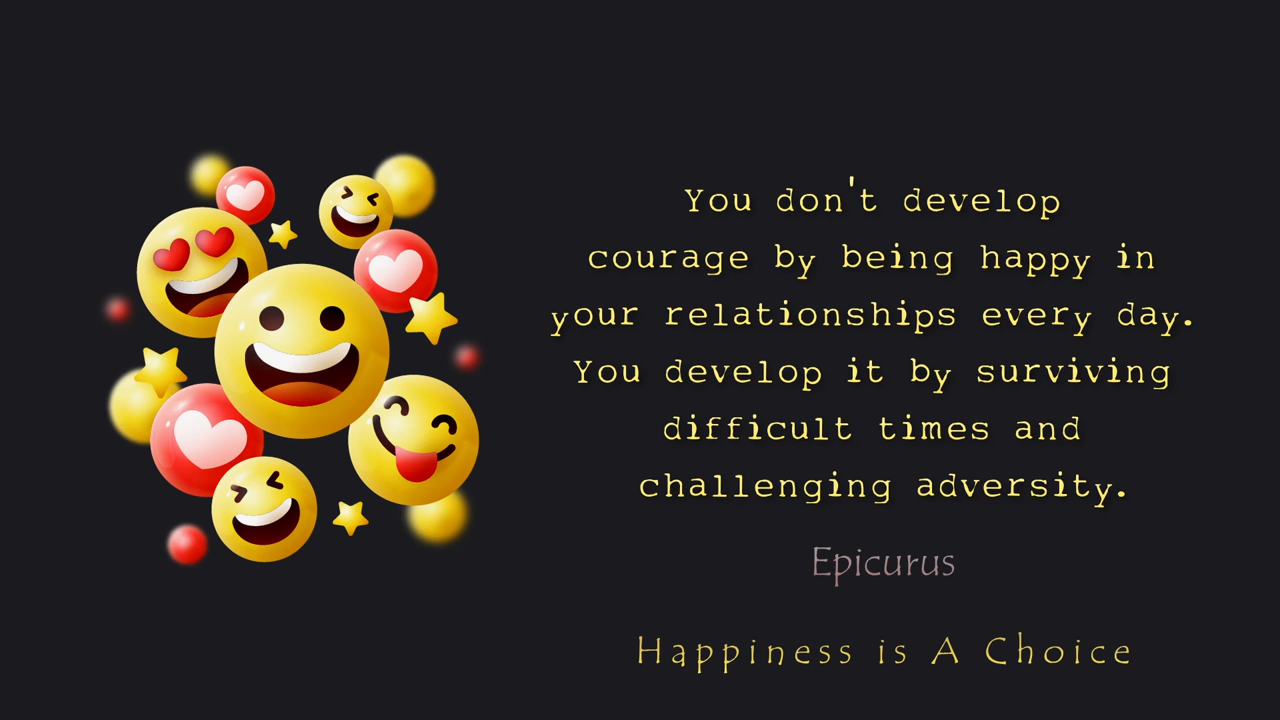 You don't develop
courage by being happy in
your relationships every day.
You develop it by surviving
difficult times and
challenging adversity.
Epicurus
Happiness is A Choice